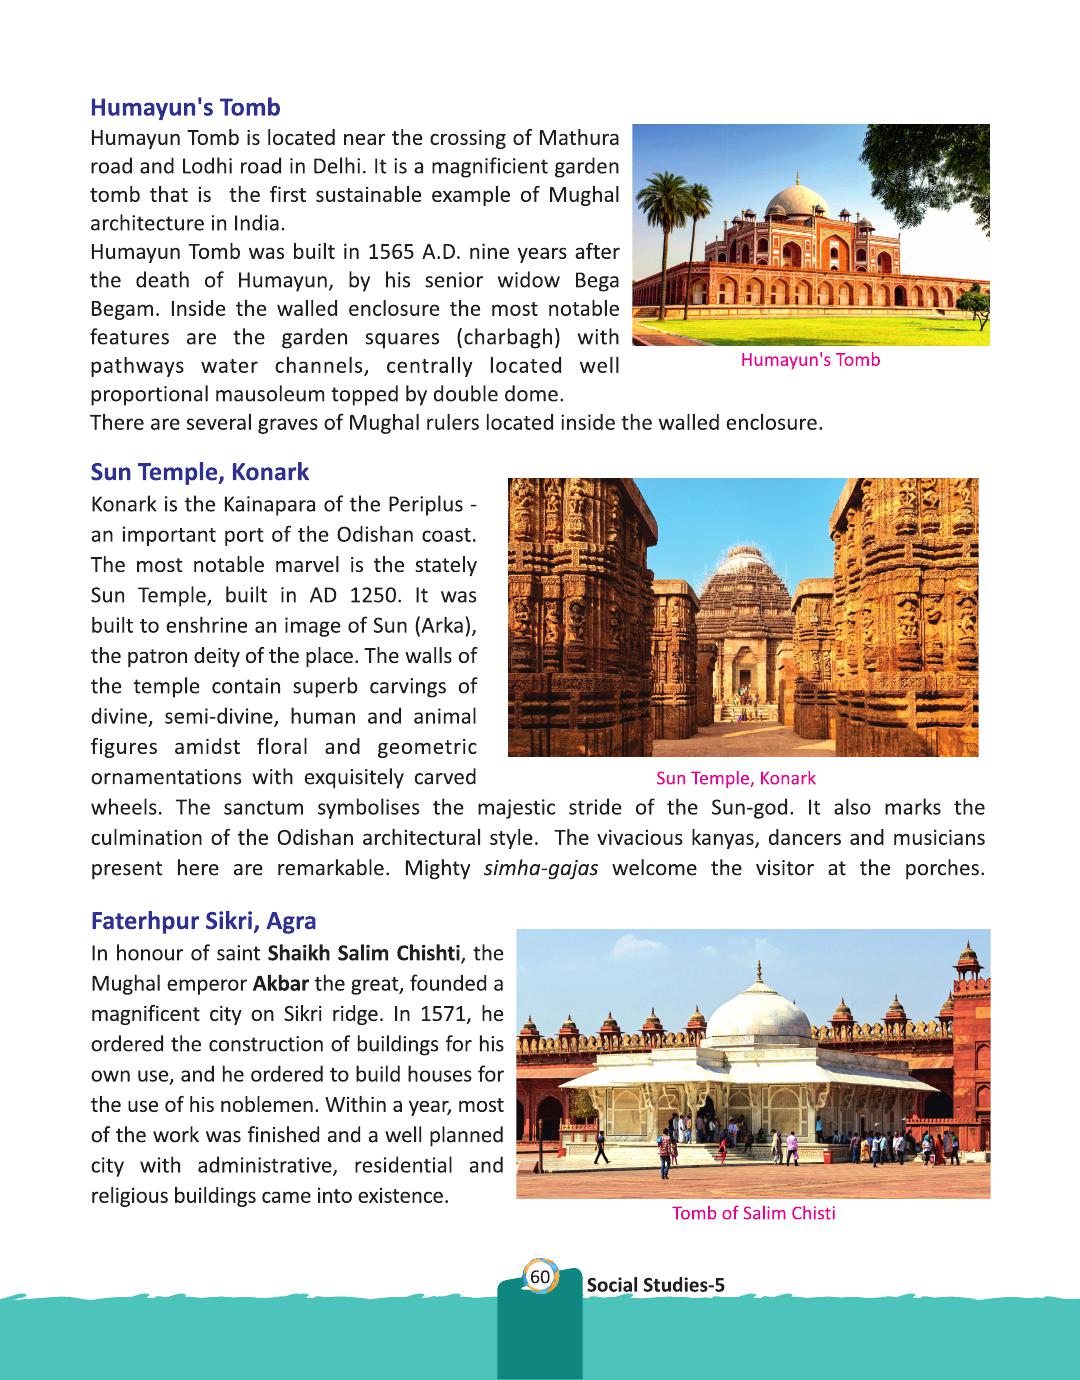 Humayun's Tomb
Humayun Tomb is located near the crossing of Mathura
road and Lodhi road in Delhi. It is a magnificient garden
tomb that is the first sustainable example of Mughal
architecture in India.
Humayun Tomb was built in 1565 A.D. nine years after
the death of Humayun, by his senior widow Bega
Begam. Inside the walled enclosure the most notable
features are the garden squares (charbagh) with
pathways water channels, centrally located well
proportional mausoleum topped by double dome.
There are several graves of Mughal rulers located inside the walled enclosure.
Humayun's Tomb
Sun Temple, Konark
Konark is the Kainapara of the Periplus -
an important port of the Odishan coast.
The most notable marvel is the stately
Sun Temple, built in AD 1250. It was
built to enshrine an image of Sun (Arka),
the patron deity of the place. The walls of
the temple contain superb carvings of
divine, semi-divine, human and animal
figures amidst floral and geometric
ornamentations with exquisitely carved
wheels. The sanctum symbolises the majestic stride of the Sun-god. It also marks the
culmination of the Odishan architectural style. The vivacious kanyas, dancers and musicians
present here are remarkable. Mighty simha-gajas welcome the visitor at the porches.
Sun Temple, Konark
Faterhpur Sikri, Agra
In honour of saint Shaikh Salim Chishti, the
Mughal emperor Akbar the great, founded a
magnificent city on Sikri ridge. In 1571, he
ordered the construction of buildings for his
own use, and he ordered to build houses for
the use of his noblemen. Within a year, most
of the work was finished and a well planned
city with administrative, residential and
religious buildings came into existence.
Tomb of Salim Chisti
60
Social Studies-5